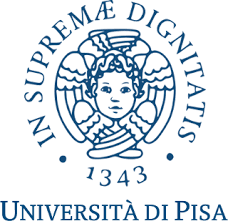 IN SUPREMÆ DIGNITATIS
• 1343 •
UNIVERSITÀ DI PISA